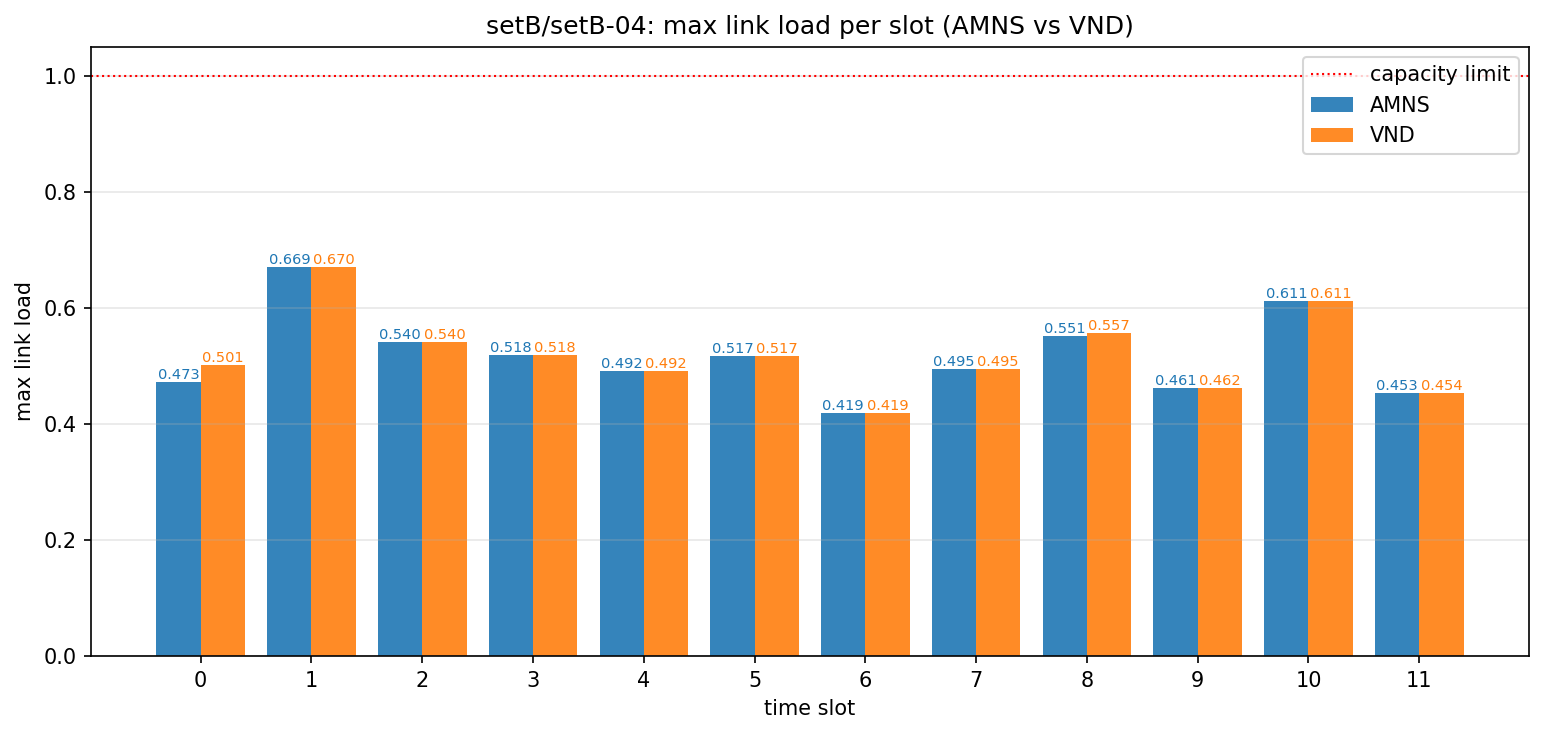 setB/setB-04: max link load per slot (AMNS vs VND)
capacity limit
AMNS
VND
max link load
1.0
0.8
0.6
0.4
0.2
0.0
0.473 0.501
0.669 0.670
0.540 0.540
0.518 0.518
0.492 0.492
0.517 0.517
0.419 0.419
0.495 0.495
0.551 0.557
0.461 0.462
0.611 0.611
0.453 0.454
0 1 2 3 4 5 6 7 8 9 10 11
time slot